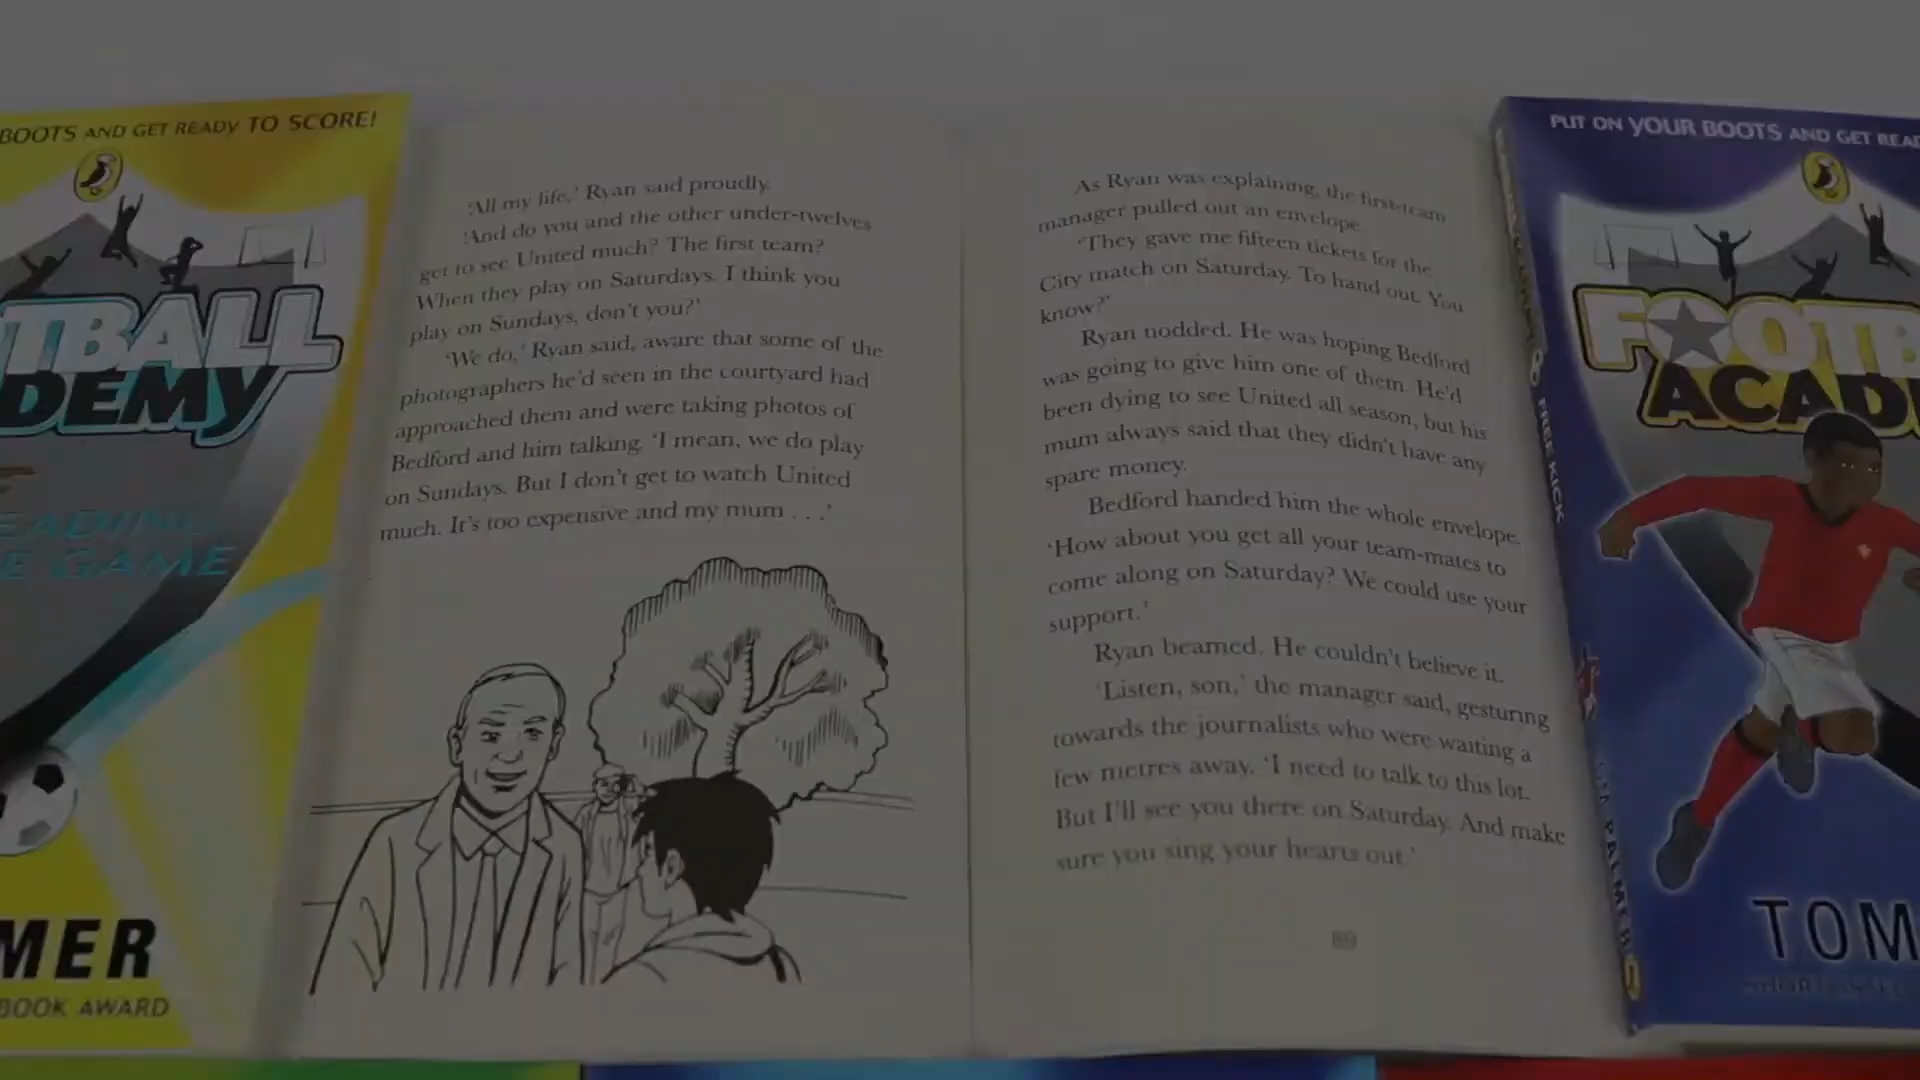 BOOTS AND GET READY TO SCORE!
TBALL
DEMY
EADING
E GAME
MER
BOOK AWARD
'All my life,' Ryan said proudly.
'And do you and the other under-twelves
get to see United much? The first team?
When they play on Saturdays. I think you
play on Sundays, don't you?'
'We do,' Ryan said, aware that some of the
photographers he'd seen in the courtyard had
approached them and were taking photos of
Bedford and him talking. 'I mean, we do play
on Sundays. But I don't get to watch United
much. It's too expensive and my mum . . .'
As Ryan was explaining, the first-team
manager pulled out an envelope.
'They gave me fifteen tickets for the
City match on Saturday. To hand out. You
know?'
Ryan nodded. He was hoping Bedford
was going to give him one of them. He'd
been dying to see United all season, but his
mum always said that they didn't have any
spare money.
Bedford handed him the whole envelope.
'How about you get all your team-mates to
come along on Saturday? We could use your
support.'
Ryan beamed. He couldn't believe it.
'Listen, son,' the manager said, gesturing
towards the journalists who were waiting a
few metres away. 'I need to talk to this lot.
But I'll see you there on Saturday. And make
sure you sing your hearts out.'
89
FREE KICK
PALMER
PUT ON YOUR BOOTS AND GET READ
FOOTB
ACAD
TOM